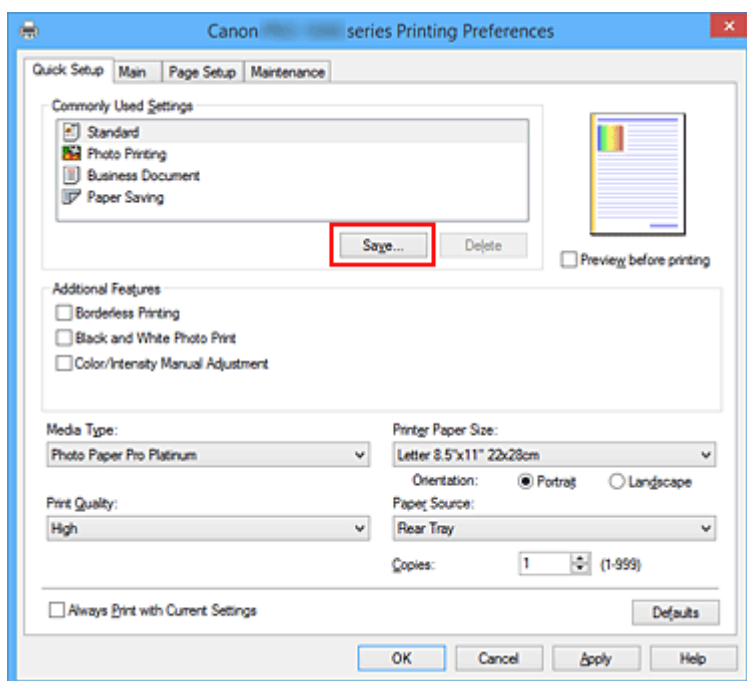 Canon series Printing Preferences
Quick Setup Main Page Setup Maintenance
Commonly Used Settings
Standard
Photo Printing
Business Document
Paper Saving
Save... Delete
Preview before printing
Additional Features
Borderless Printing
Black and White Photo Print
Color/Intensity Manual Adjustment
Media Type: Printer Paper Size:
Photo Paper Pro Platinum Letter 8.5"x11" 22x28cm
Orientation: Portrait Landscape
Print Quality: Paper Source:
High Rear Tray
Copies: 1 (1-999)
Always Print with Current Settings Defaults
OK Cancel Apply Help